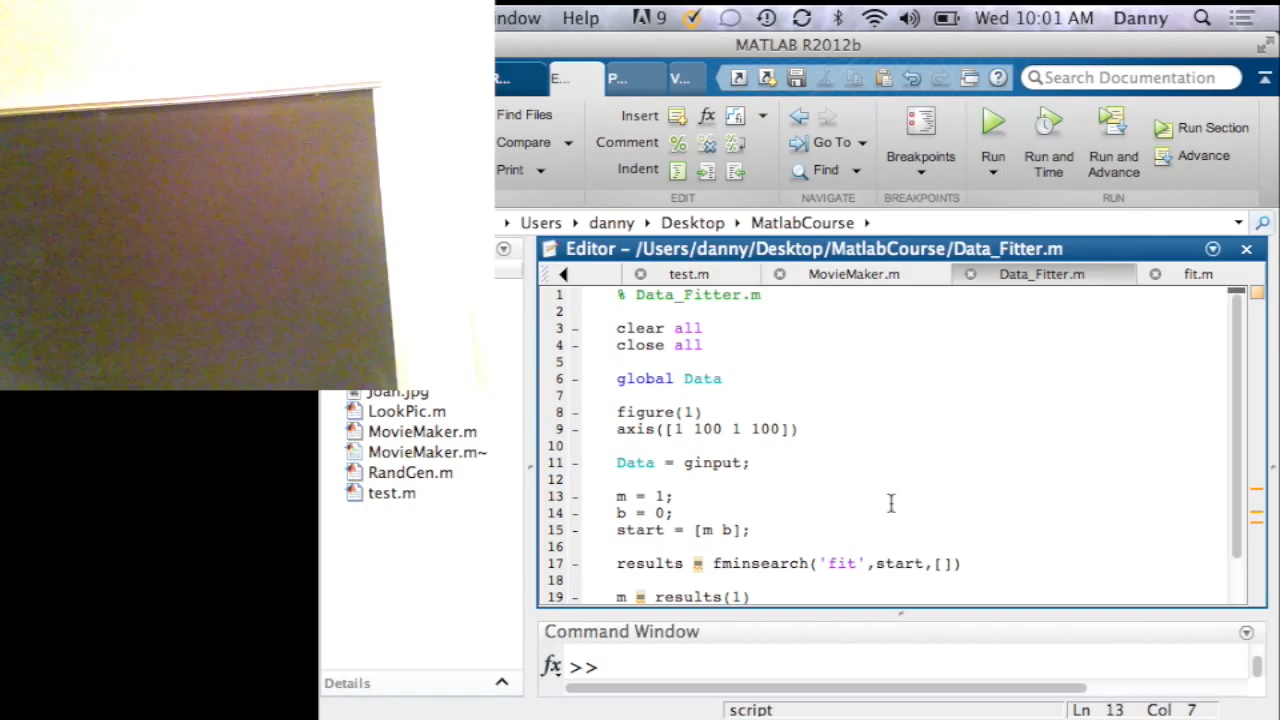 ndow Help 9 Wed 10:01 AM Danny
MATLAB R2012b
R... E... P... V... Search Documentation
Find Files Insert fx
Compare Comment Go To Breakpoints Run Run and Time Run and Advance Run Section
Print Indent Find Advance
EDIT NAVIGATE BREAKPOINTS RUN
Users danny Desktop MatlabCourse
Editor – /Users/danny/Desktop/MatlabCourse/Data_Fitter.m
test.m MovieMaker.m Data_Fitter.m fit.m
1 % Data_Fitter.m
2
3 – clear all
4 – close all
5
6 – global Data
7
8 – figure(1)
9 – axis([1 100 1 100])
10
11 – Data = ginput;
12
13 – m = 1;
14 – b = 0;
15 – start = [m b];
16
17 – results = fminsearch('fit',start,[])
18
19 – m = results(1)
Joan.jpg
LookPic.m
MovieMaker.m
MovieMaker.m~
RandGen.m
test.m
Details
Command Window
fx >>
script Ln 13 Col 7